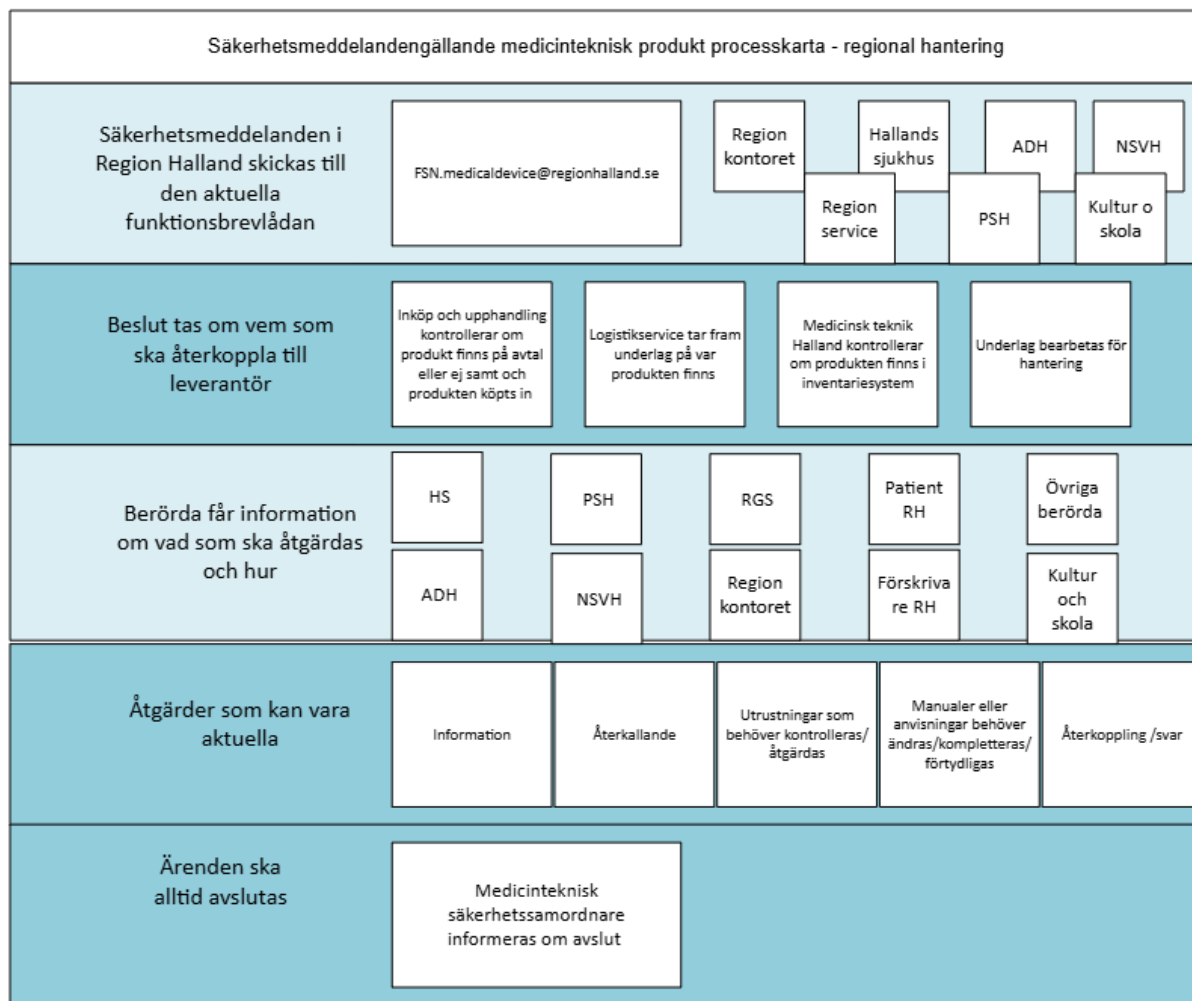 Säkerhetsmeddelandengällande medicinteknisk produkt processkarta - regional hantering
Säkerhetsmeddelanden i
Region Halland skickas till
den aktuella
funktionsbrevlådan
FSN.medicaldevice@regionhalland.se
Region
kontoret
Hallands
sjukhus
ADH
NSVH
Region
service
PSH
Kultur o
skola
Beslut tas om vem som
ska återkoppla till
leverantör
Inköp och upphandling
kontrollerar om
produkt finns på avtal
eller ej samt och
produkten köpts in
Logistikservice tar fram
underlag på var
produkten finns
Medicinsk teknik
Halland kontrollerar
om produkten finns i
inventariesystem
Underlag bearbetas för
hantering
Berörda får information
om vad som ska åtgärdas
och hur
HS
PSH
RGS
Patient
RH
Övriga
berörda
ADH
NSVH
Region
kontoret
Förskriva
re RH
Kultur
och
skola
Åtgärder som kan vara
aktuella
Information
Återkallande
Utrustningar som
behöver kontrolleras/
åtgärdas
Manualer eller
anvisningar behöver
ändras/kompletteras/
förtydligas
Återkoppling /svar
Ärenden ska
alltid avslutas
Medicinteknisk
säkerhetssamordnare
informeras om avslut